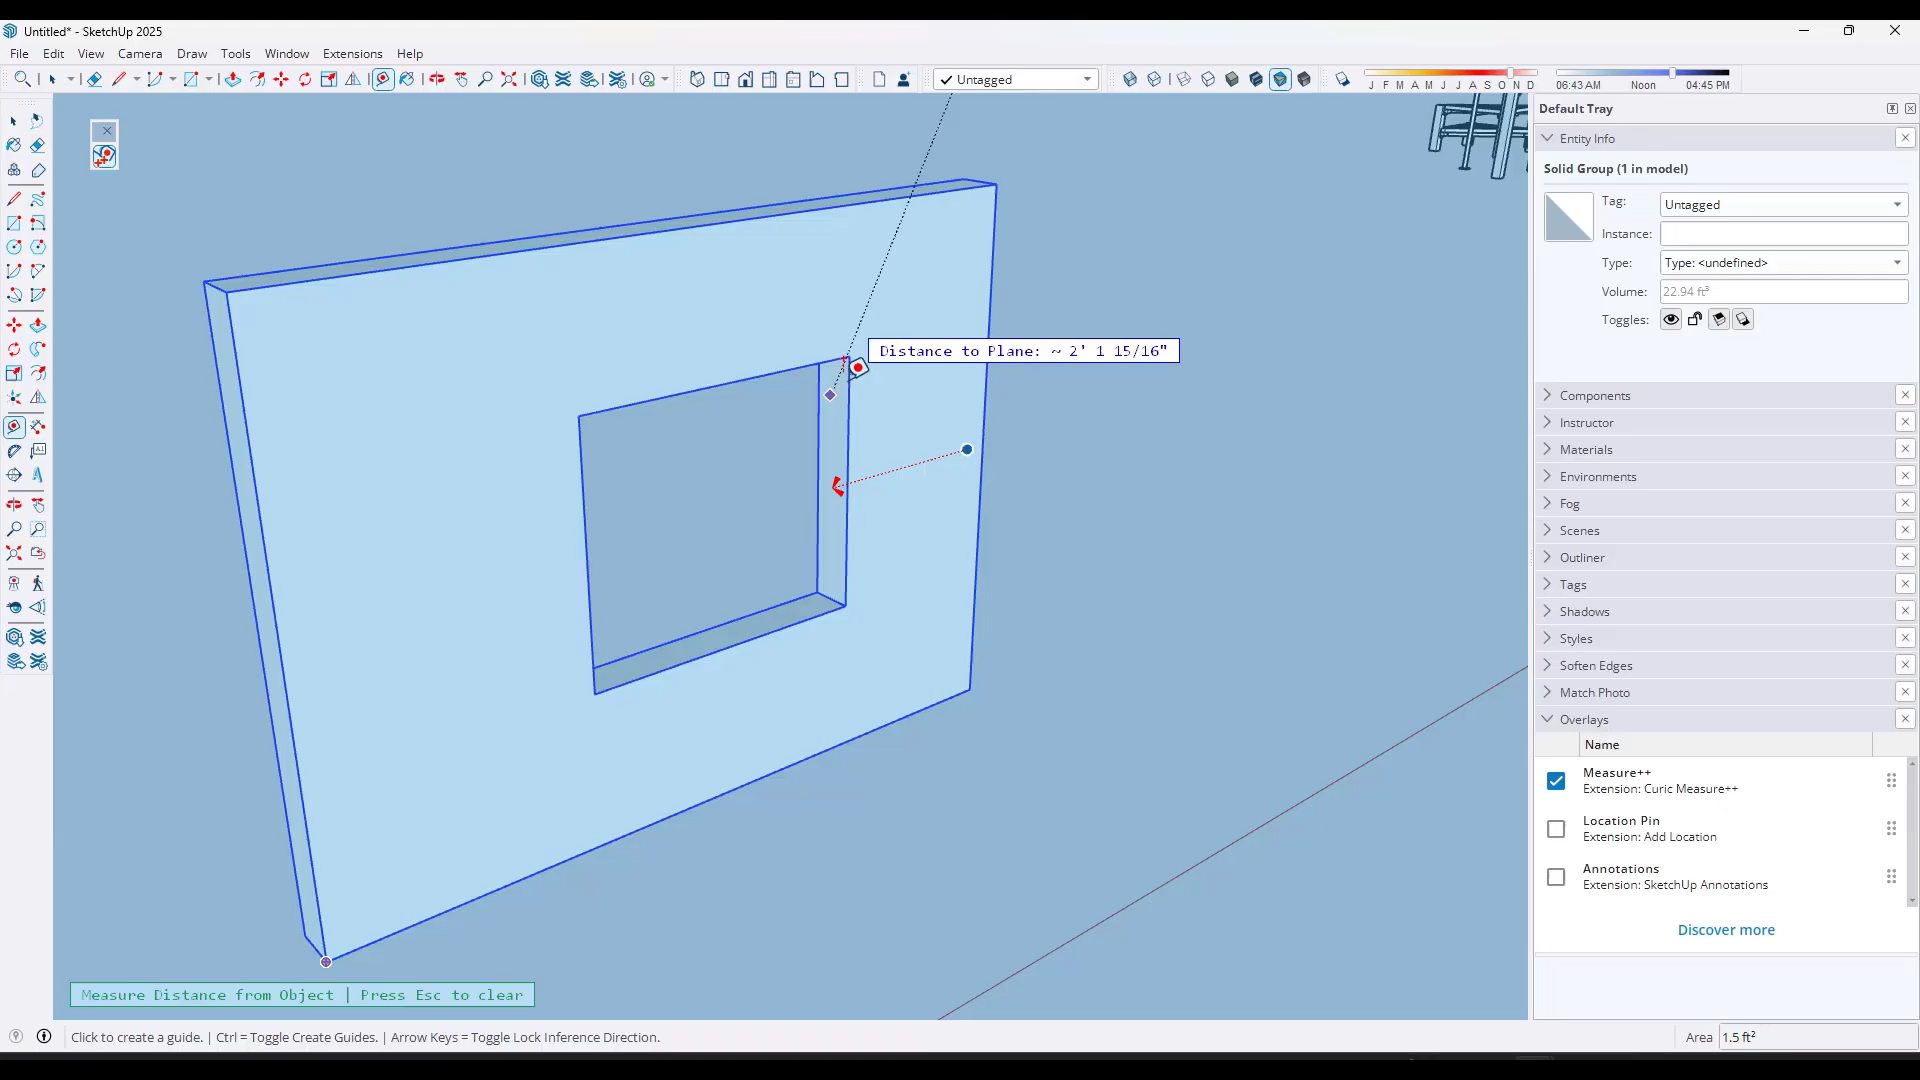 Untitled* - SketchUp 2025
File Edit View Camera Draw Tools Window Extensions Help
Untagged
J F M A M J J A S O N D
06:43 AM Noon 04:45 PM
Default Tray
Entity Info
Solid Group (1 in model)
Tag: Untagged
Instance:
Type: Type: <undefined>
Volume: 22.94 ft³
Toggles:
Distance to Plane: ~ 2' 1 15/16"
Components
Instructor
Materials
Environments
Fog
Scenes
Outliner
Tags
Shadows
Styles
Soften Edges
Match Photo
Overlays
Name
Measure++
Extension: Curic Measure++
Location Pin
Extension: Add Location
Annotations
Extension: SketchUp Annotations
Discover more
Measure Distance from Object | Press Esc to clear
Click to create a guide. | Ctrl = Toggle Create Guides. | Arrow Keys = Toggle Lock Inference Direction.
Area 1.5 ft²